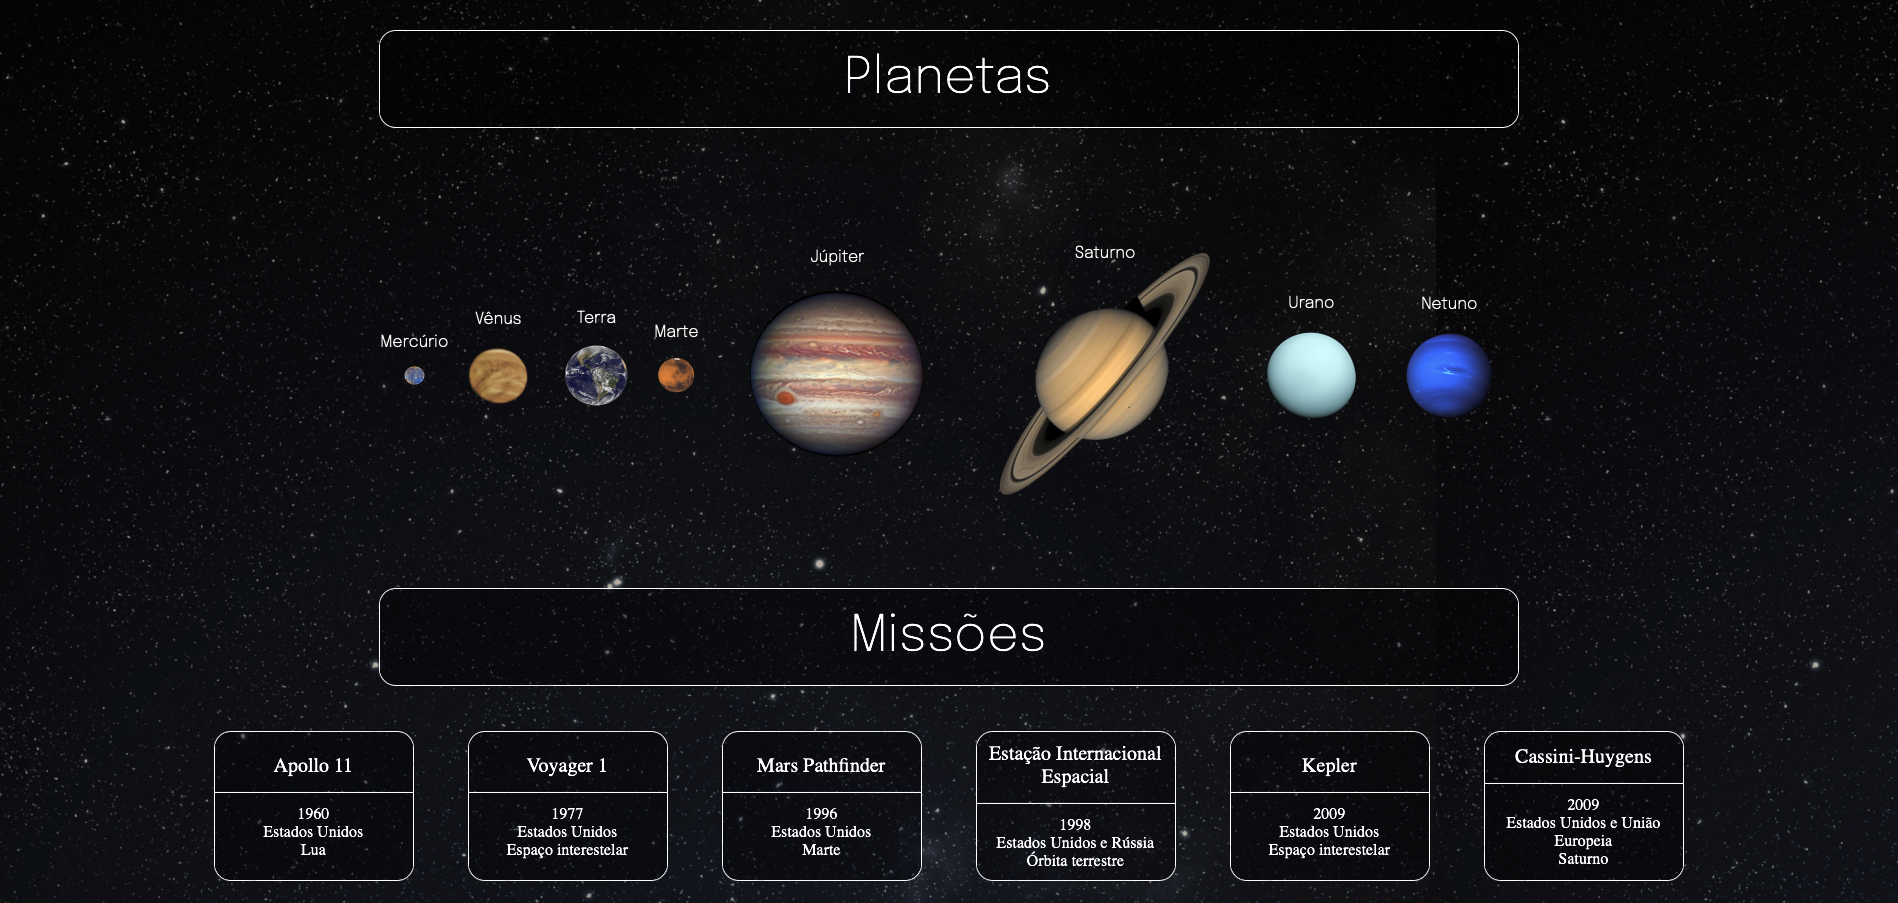 Planetas
Mercúrio
Vênus
Terra
Marte
Júpiter
Saturno
Urano
Netuno
Missões
Apollo 11
1960
Estados Unidos
Lua
Voyager 1
1977
Estados Unidos
Espaço interestelar
Mars Pathfinder
1996
Estados Unidos
Marte
Estação Internacional
Espacial
1998
Estados Unidos e Rússia
Órbita terrestre
Kepler
2009
Estados Unidos
Espaço interestelar
Cassini-Huygens
2009
Estados Unidos e União
Europeia
Saturno